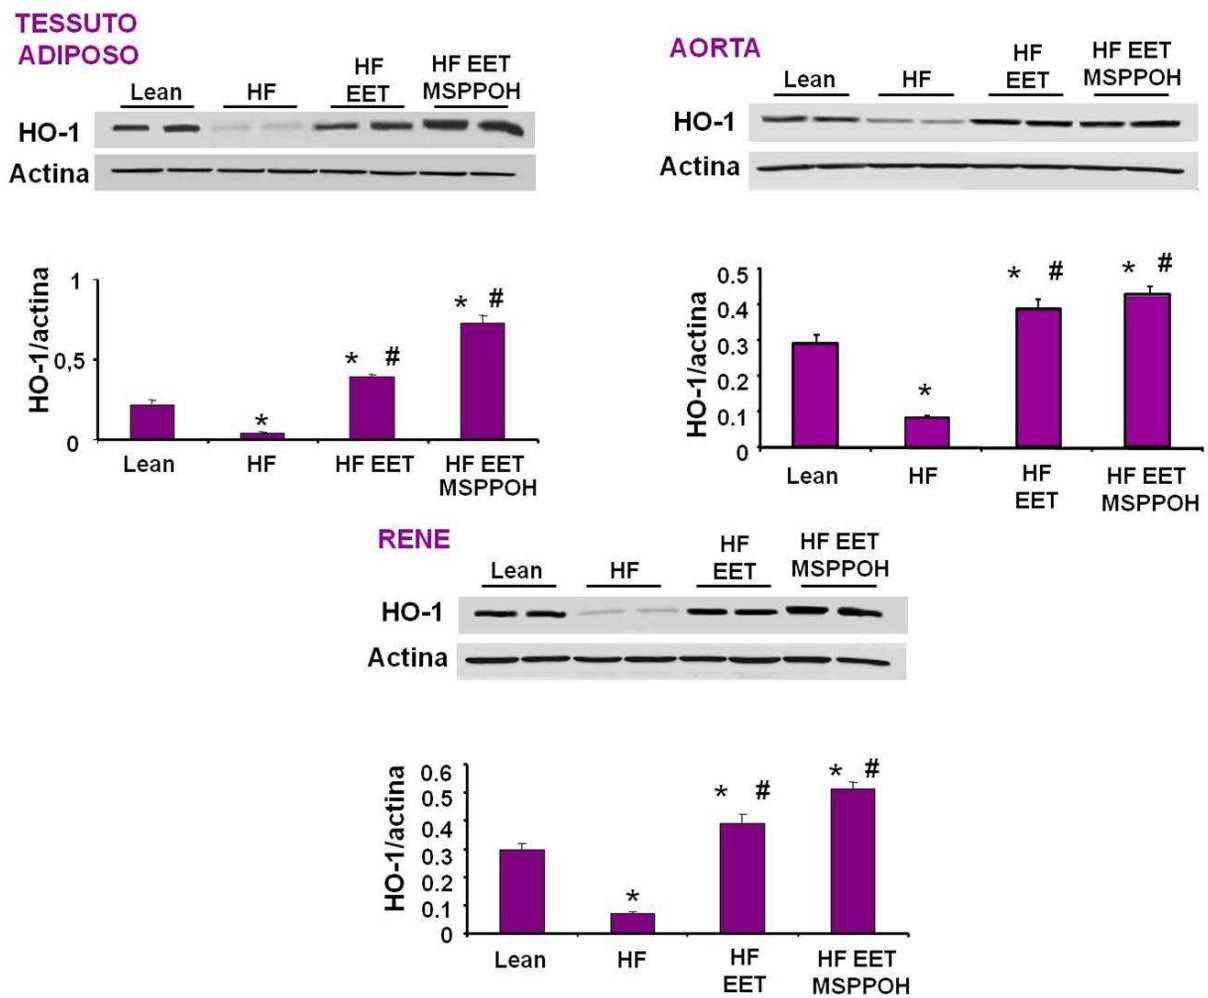 TESSUTO
ADIPOSO
Lean
HF
HF
EET
HF EET
MSPPOH
HO-1
Actina
HO-1/actina
1
0,5
0
*
* #
* #
Lean
HF
HF EET
HF EET
MSPPOH
AORTA
Lean
HF
HF
EET
HF EET
MSPPOH
HO-1
Actina
HO-1/actina
0.5
0.4
0.3
0.2
0.1
0
*
* #
* #
Lean
HF
HF
EET
HF EET
MSPPOH
RENE
Lean
HF
HF
EET
HF EET
MSPPOH
HO-1
Actina
HO-1/actina
0.6
0.5
0.4
0.3
0.2
0.1
0
*
* #
* #
Lean
HF
HF
EET
HF EET
MSPPOH